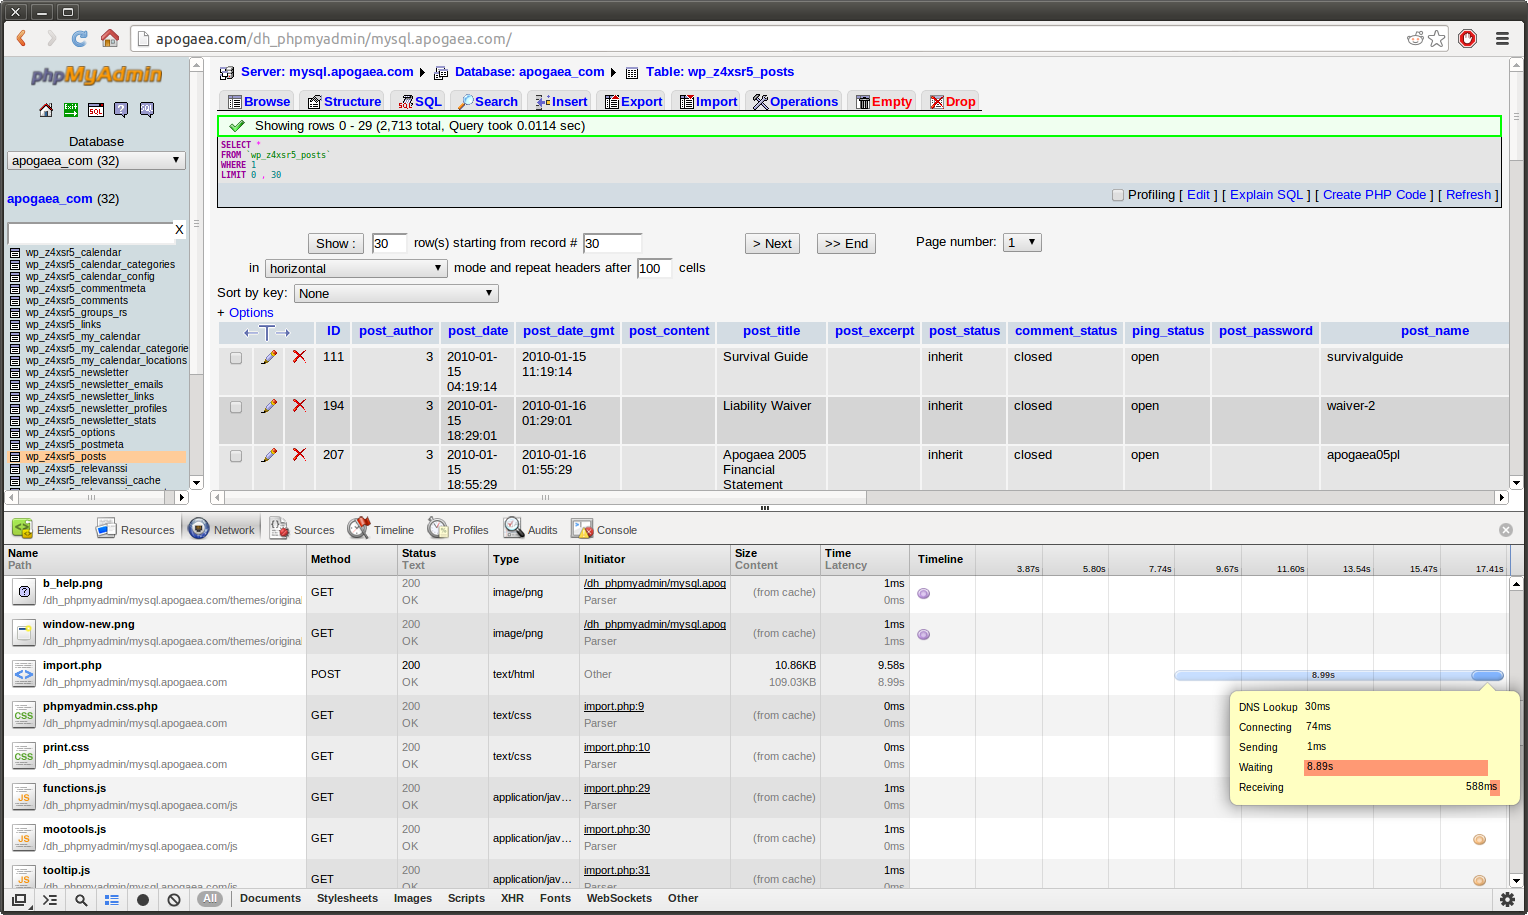 apogaea.com/dh_phpmyadmin/mysql.apogaea.com/
phpMyAdmin
Database
apogaea_com (32)
apogaea_com (32)
X
wp_z4xsr5_calendar
wp_z4xsr5_calendar_categories
wp_z4xsr5_calendar_config
wp_z4xsr5_commentmeta
wp_z4xsr5_comments
wp_z4xsr5_groups_rs
wp_z4xsr5_links
wp_z4xsr5_my_calendar
wp_z4xsr5_my_calendar_categorie
wp_z4xsr5_my_calendar_locations
wp_z4xsr5_newsletter
wp_z4xsr5_newsletter_emails
wp_z4xsr5_newsletter_links
wp_z4xsr5_newsletter_profiles
wp_z4xsr5_newsletter_stats
wp_z4xsr5_options
wp_z4xsr5_postmeta
wp_z4xsr5_posts
wp_z4xsr5_relevanssi
wp_z4xsr5_relevanssi_cache
Server: mysql.apogaea.com Database: apogaea_com Table: wp_z4xsr5_posts
Browse Structure SQL Search Insert Export Import Operations Empty Drop
Showing rows 0 - 29 (2,713 total, Query took 0.0114 sec)
SELECT *
FROM `wp_z4xsr5_posts`
WHERE 1
LIMIT 0 , 30
Profiling [ Edit ] [ Explain SQL ] [ Create PHP Code ] [ Refresh ]
Show : 30 row(s) starting from record # 30 > Next >> End Page number: 1
in horizontal mode and repeat headers after 100 cells
Sort by key: None
+ Options
←T→ ID post_author post_date post_date_gmt post_content post_title post_excerpt post_status comment_status ping_status post_password post_name
111 3 2010-01-15 04:19:14 2010-01-15 11:19:14 Survival Guide inherit closed open survivalguide
194 3 2010-01-15 18:29:01 2010-01-16 01:29:01 Liability Waiver inherit closed open waiver-2
207 3 2010-01-15 18:55:29 2010-01-16 01:55:29 Apogaea 2005 Financial Statement inherit closed open apogaea05pl
Elements Resources Network Sources Timeline Profiles Audits Console
Name Path Method Status Text Type Initiator Size Content Time Latency Timeline 3.87s 5.80s 7.74s 9.67s 11.60s 13.54s 15.47s 17.41s
b_help.png GET 200 image/png /dh_phpmyadmin/mysql.apog (from cache) 1ms
/dh_phpmyadmin/mysql.apogaea.com/themes/origina OK Parser 0ms
window-new.png GET 200 image/png /dh_phpmyadmin/mysql.apog (from cache) 1ms
/dh_phpmyadmin/mysql.apogaea.com/themes/origina OK Parser 1ms
import.php POST 200 text/html Other 10.86KB 9.58s 8.99s
/dh_phpmyadmin/mysql.apogaea.com OK 109.03KB 8.99s
phpmyadmin.css.php GET 200 text/css import.php:9 (from cache) 0ms
/dh_phpmyadmin/mysql.apogaea.com OK Parser 0ms
print.css GET 200 text/css import.php:10 (from cache) 0ms
/dh_phpmyadmin/mysql.apogaea.com OK Parser 0ms
functions.js GET 200 application/jav… import.php:29 (from cache) 1ms
/dh_phpmyadmin/mysql.apogaea.com/js OK Parser 0ms
mootools.js GET 200 application/jav… import.php:30 (from cache) 1ms
/dh_phpmyadmin/mysql.apogaea.com/js OK Parser 0ms
tooltip.js GET 200 application/jav… import.php:31 (from cache) 1ms
/dh_phpmyadmin/mysql.apogaea.com/js OK Parser 0ms
DNS Lookup 30ms
Connecting 74ms
Sending 1ms
Waiting 8.89s
Receiving 588ms
All Documents Stylesheets Images Scripts XHR Fonts WebSockets Other